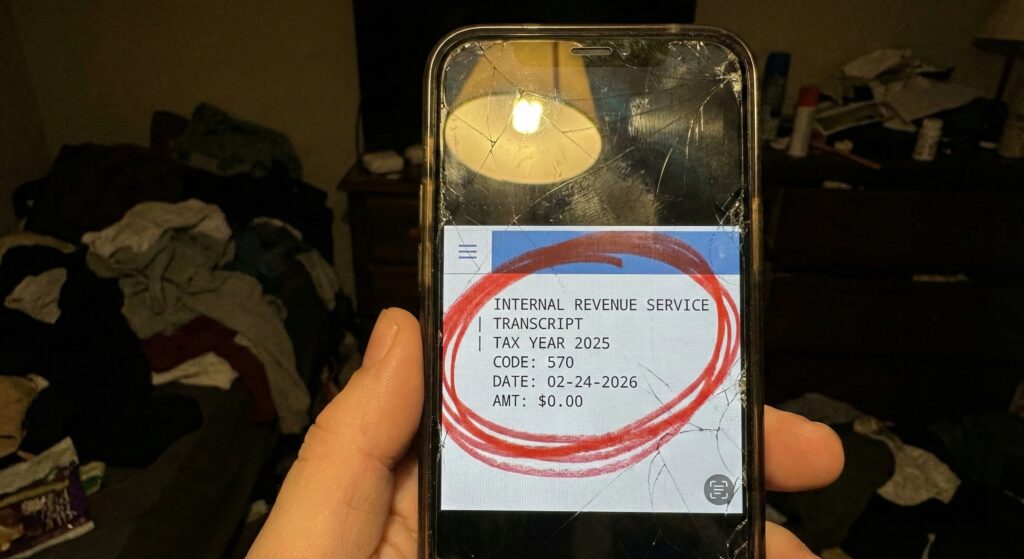 INTERNAL REVENUE SERVICE
| TRANSCRIPT
| TAX YEAR 2025
CODE: 570
DATE: 02-24-2026
AMT: $0.00